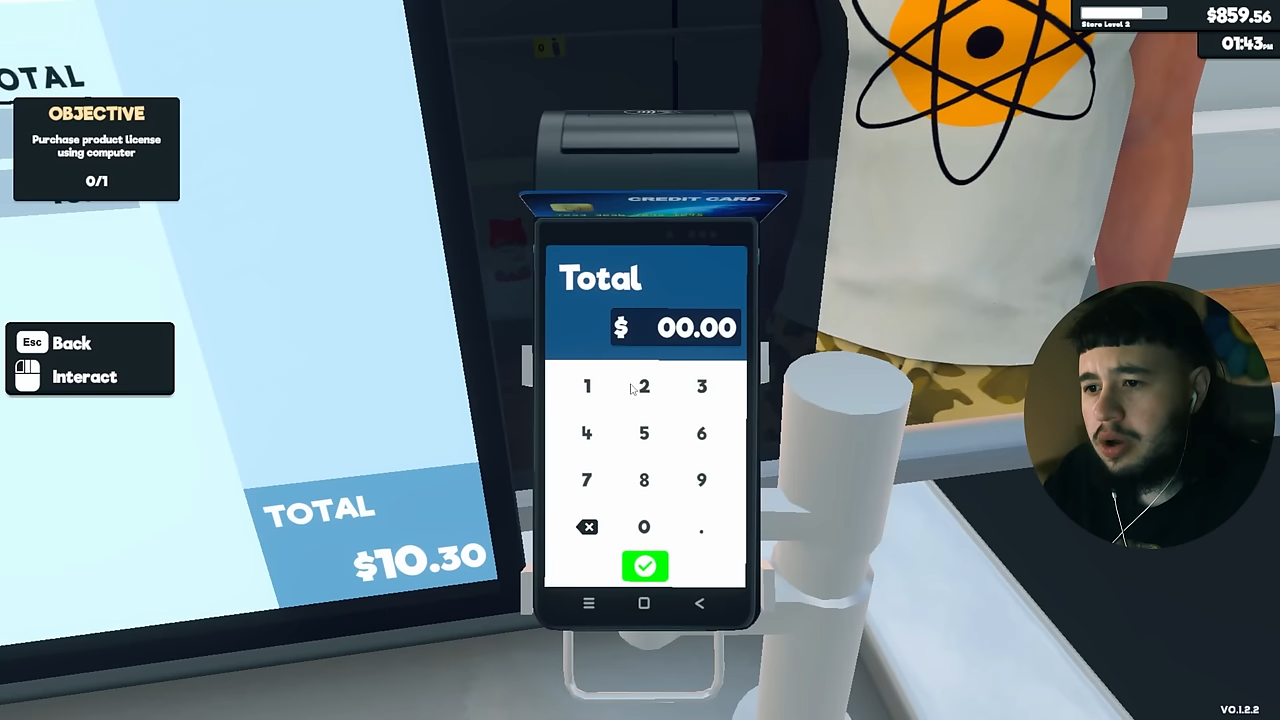 OTAL
OBJECTIVE
Purchase product license
using computer
0/1
Esc Back
Interact
TOTAL
$10.30
0
CREDIT CARD
Total
$ 00.00
1 2 3
4 5 6
7 8 9
0 .
Store Level 2
$859.56
01:43PM
V0.1.2.2